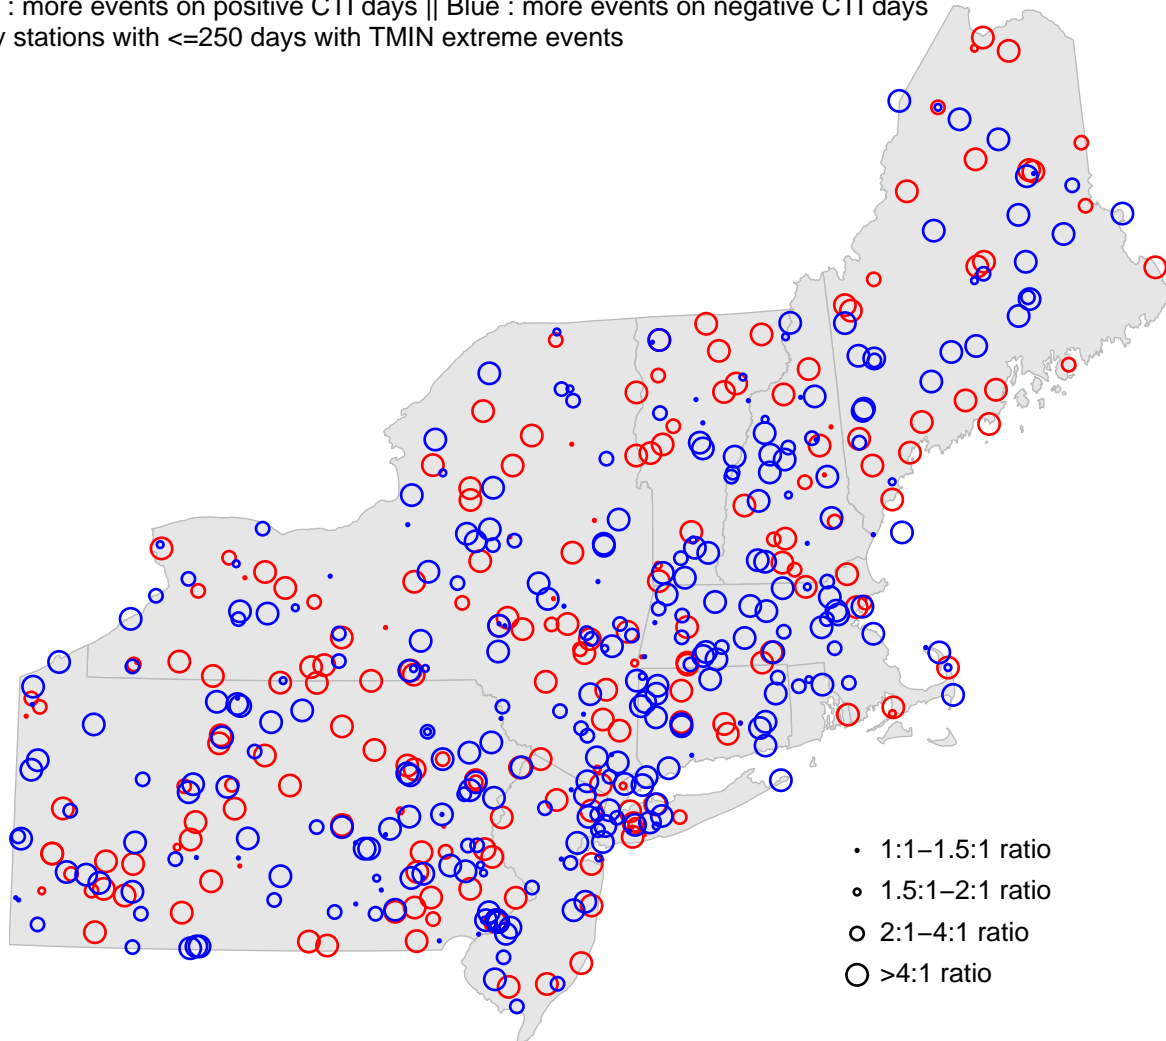 : more events on positive CTI days || Blue : more events on negative CTI days
stations with <=250 days with TMIN extreme events
1:1–1.5:1 ratio
1.5:1–2:1 ratio
2:1–4:1 ratio
>4:1 ratio